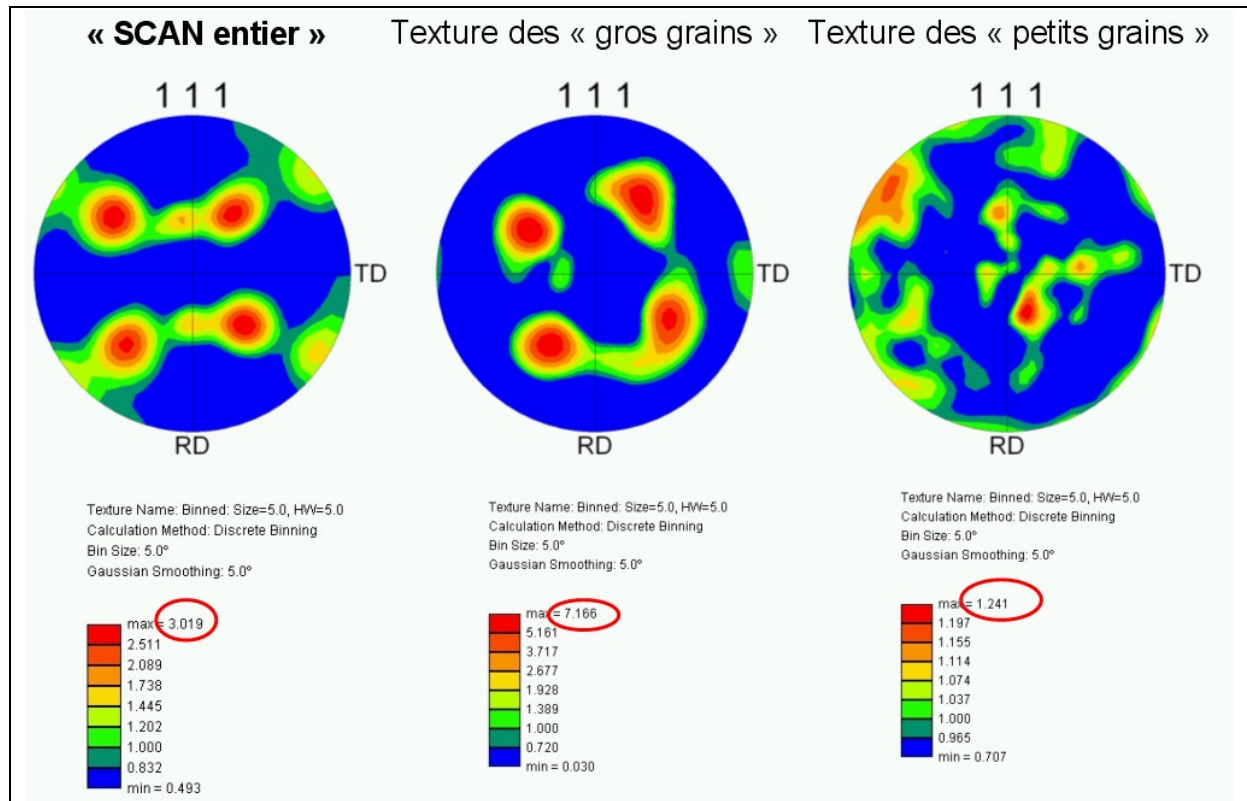 « SCAN entier »
Texture des « gros grains »
Texture des « petits grains »
1 1 1
1 1 1
1 1 1
TD
TD
TD
RD
RD
RD
Texture Name: Binned: Size=5.0, HW=5.0
Calculation Method: Discrete Binning
Bin Size: 5.0°
Gaussian Smoothing: 5.0°
max = 3.019
2.511
2.089
1.738
1.445
1.202
1.000
0.832
min = 0.493
Texture Name: Binned: Size=5.0, HW=5.0
Calculation Method: Discrete Binning
Bin Size: 5.0°
Gaussian Smoothing: 5.0°
max = 7.166
5.161
3.717
2.677
1.928
1.389
1.000
0.720
min = 0.030
Texture Name: Binned: Size=5.0, HW=5.0
Calculation Method: Discrete Binning
Bin Size: 5.0°
Gaussian Smoothing: 5.0°
max = 1.241
1.197
1.155
1.114
1.074
1.037
1.000
0.965
min = 0.707